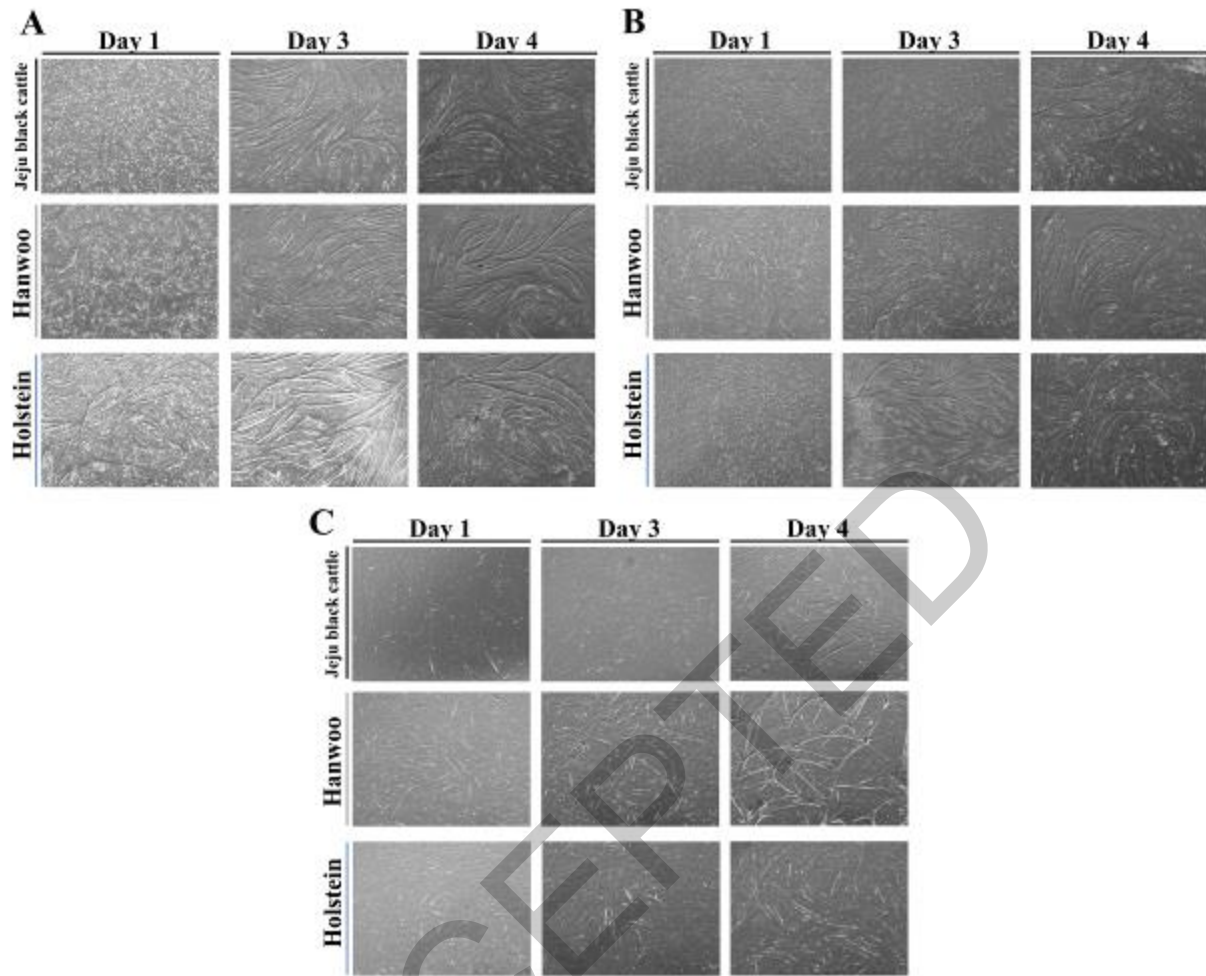 A
Day 1 Day 3 Day 4
Jeju black cattle
Hanwoo
Holstein
B
Day 1 Day 3 Day 4
Jeju black cattle
Hanwoo
Holstein
C
Day 1 Day 3 Day 4
Jeju black cattle
Hanwoo
Holstein
CEPTED